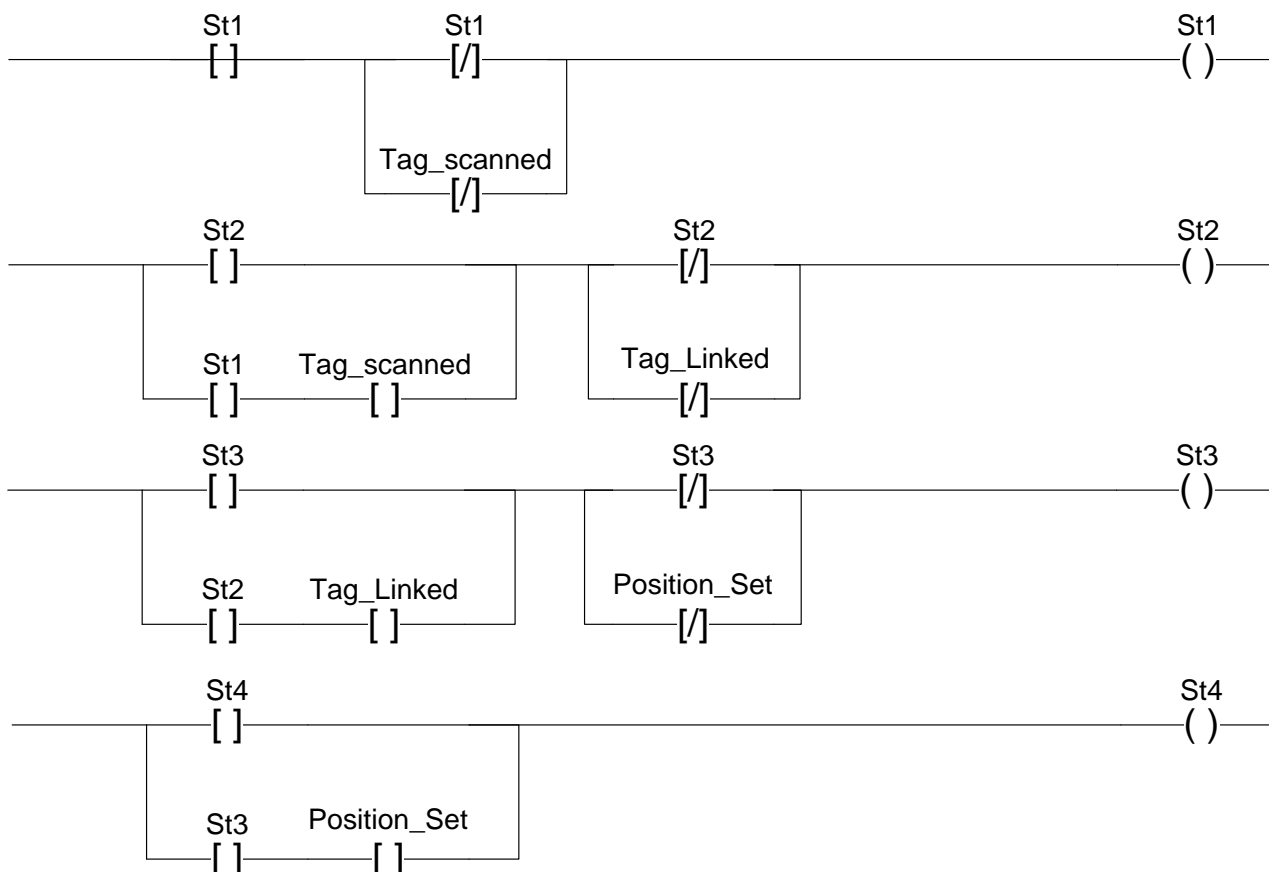 St1 St1 St1
[ ] [/] ( )
Tag_scanned
[/]
St2 St2 St2
[ ] [/] ( )
St1 Tag_scanned Tag_Linked
[ ] [ ] [/]
St3 St3 St3
[ ] [/] ( )
St2 Tag_Linked Position_Set
[ ] [ ] [/]
St4 St4
[ ] ( )
St3 Position_Set
[ ] [ ]